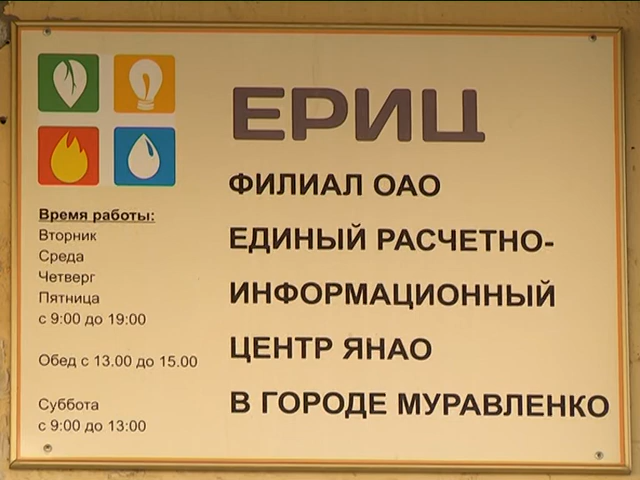 ЕРИЦ
ФИЛИАЛ ОАО
ЕДИНЫЙ РАСЧЕТНО-
ИНФОРМАЦИОННЫЙ
ЦЕНТР ЯНАО
В ГОРОДЕ МУРАВЛЕНКО
Время работы:
Вторник
Среда
Четверг
Пятница
с 9:00 до 19:00
Обед с 13.00 до 15.00
Суббота
с 9:00 до 13:00